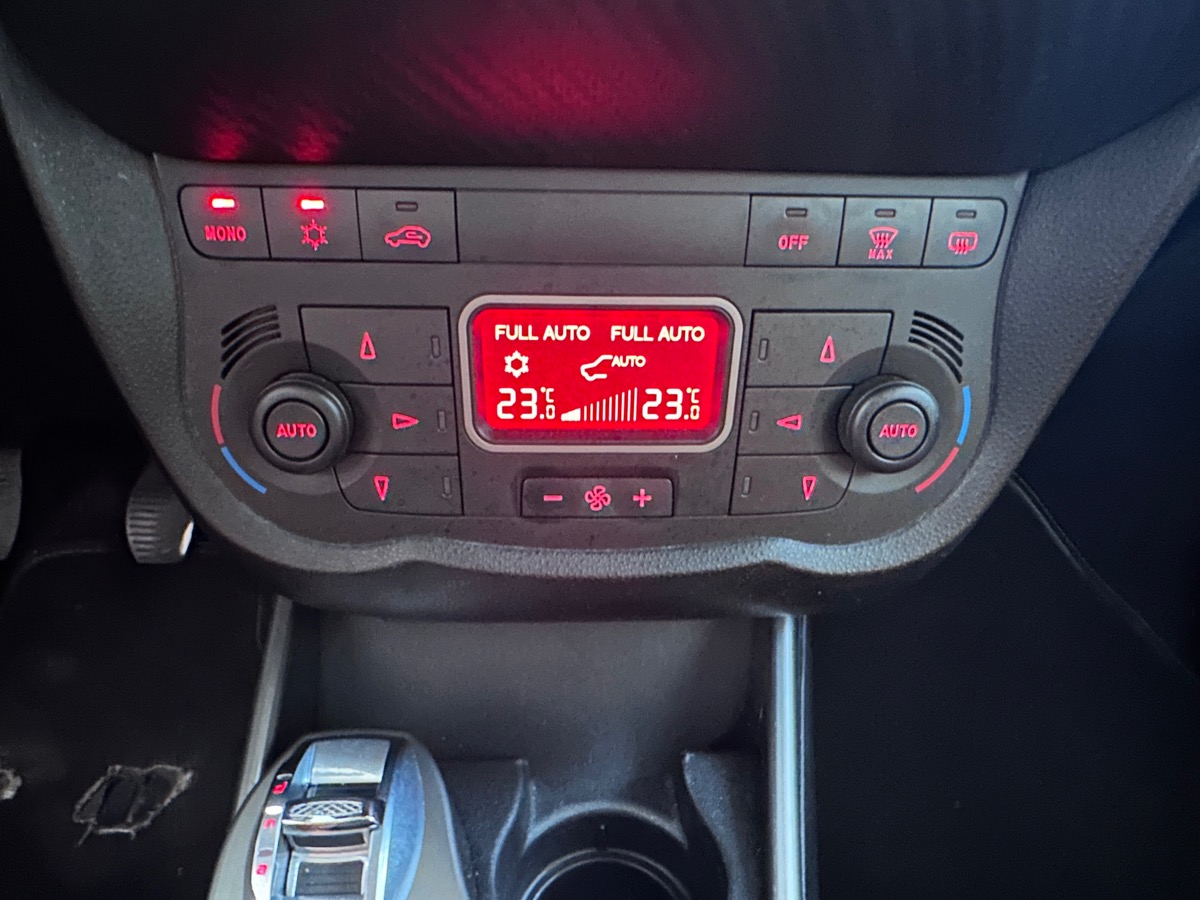 MONO
OFF
MAX
FULL AUTO FULL AUTO
AUTO
23.0°C 23.0°C
AUTO
AUTO
- +